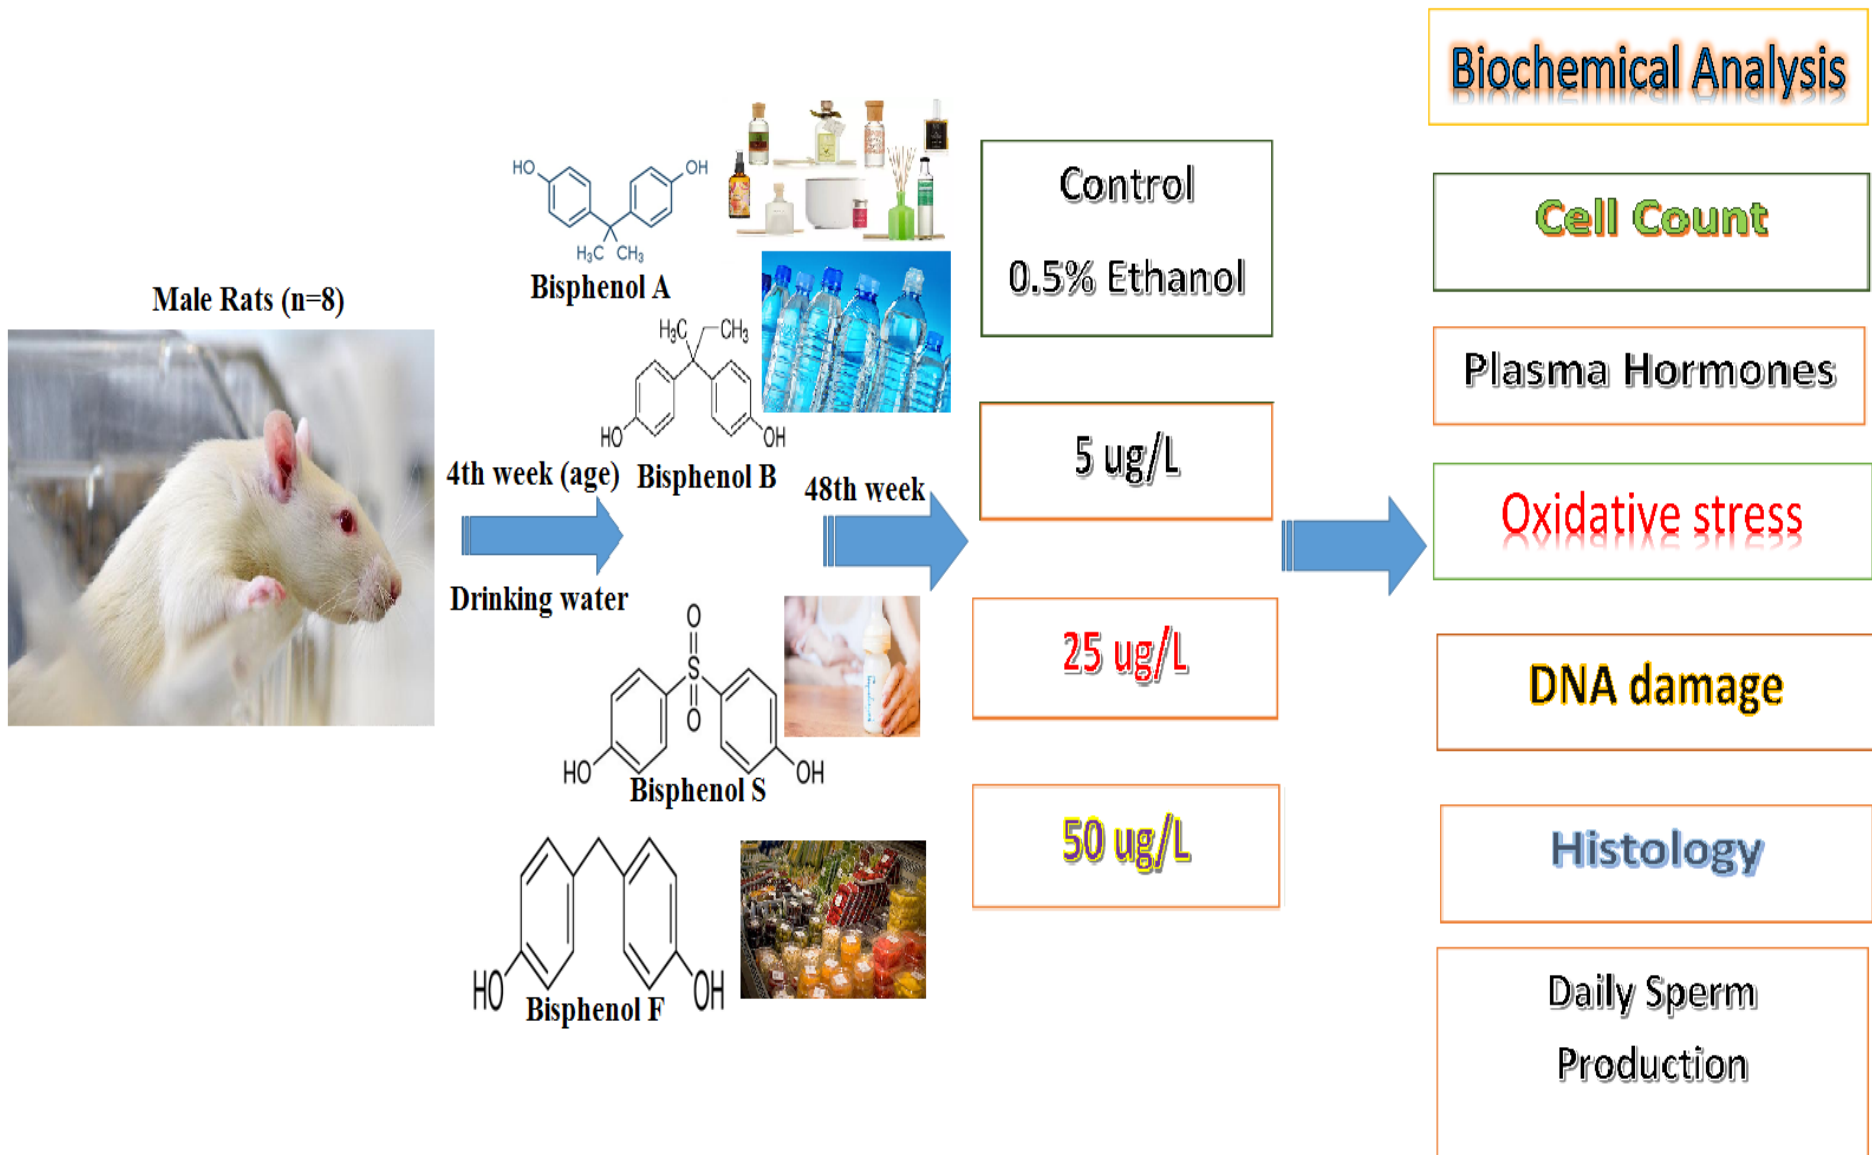 Male Rats (n=8)
4th week (age)
Drinking water
HO
OH
H₃C CH₃
Bisphenol A
H₃C
CH₃
HO
OH
Bisphenol B
O
S
O
HO
OH
Bisphenol S
HO
OH
Bisphenol F
48th week
Control
0.5% Ethanol
5 ug/L
25 ug/L
50 ug/L
Biochemical Analysis
Cell Count
Plasma Hormones
Oxidative stress
DNA damage
Histology
Daily Sperm
Production